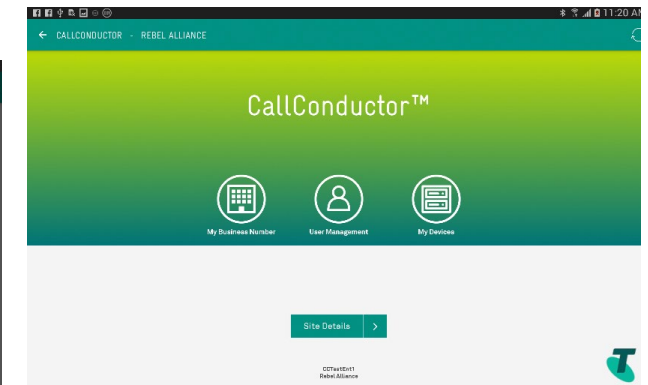 11:20 AM
CALLCONDUCTOR - REBEL ALLIANCE
CallConductor™
My Business Number
User Management
My Devices
Site Details
CCTestEnt1
Rebel Alliance